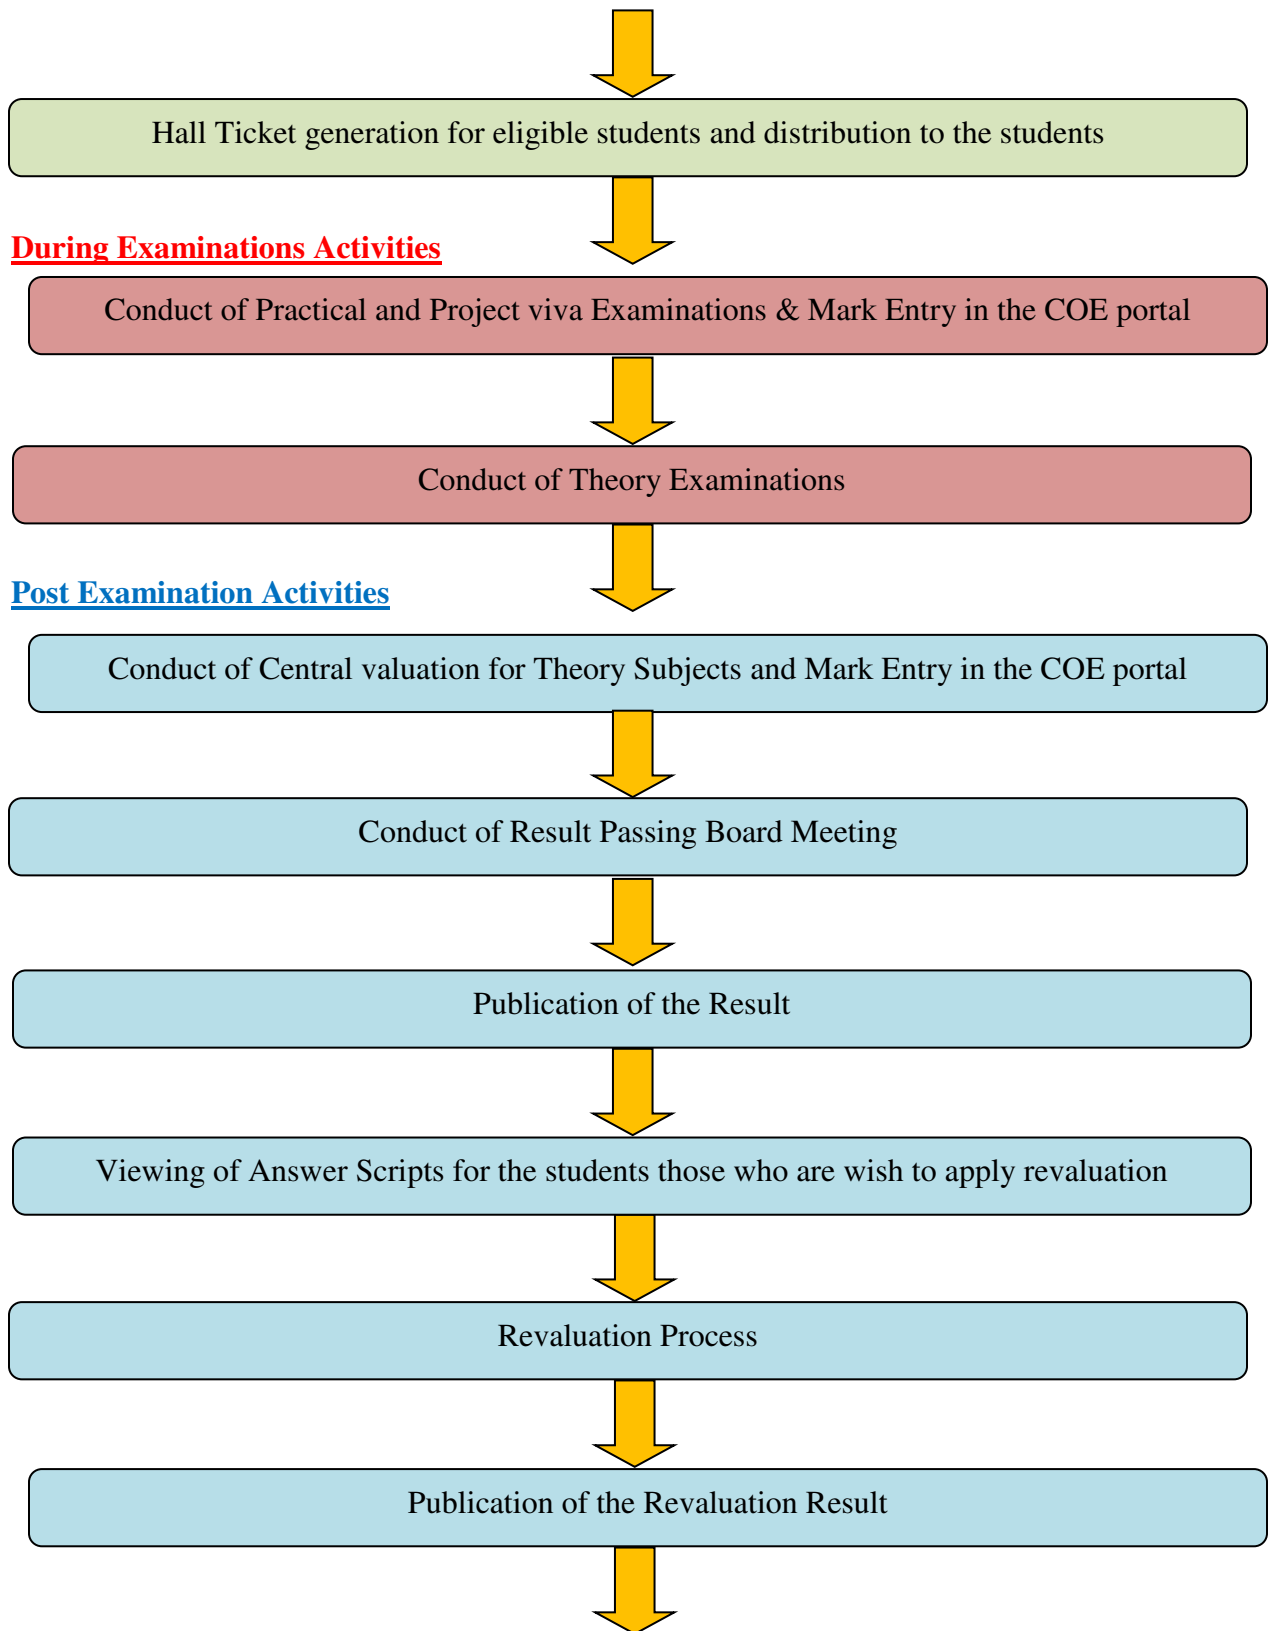 Hall Ticket generation for eligible students and distribution to the students
During Examinations Activities
Conduct of Practical and Project viva Examinations & Mark Entry in the COE portal
Conduct of Theory Examinations
Post Examination Activities
Conduct of Central valuation for Theory Subjects and Mark Entry in the COE portal
Conduct of Result Passing Board Meeting
Publication of the Result
Viewing of Answer Scripts for the students those who are wish to apply revaluation
Revaluation Process
Publication of the Revaluation Result